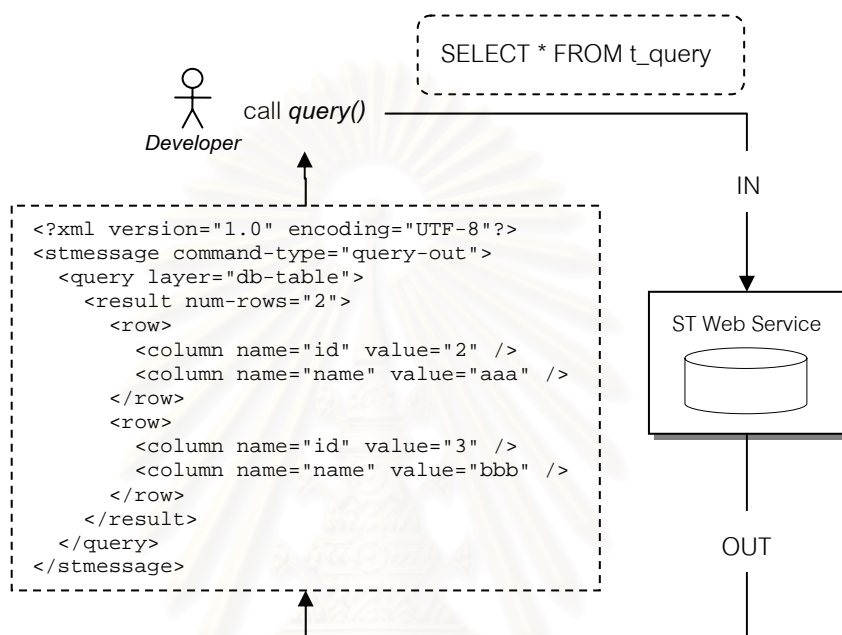 SELECT * FROM t_query
call query()
Developer
IN
<?xml version="1.0" encoding="UTF-8"?>
<stmessage command-type="query-out">
<query layer="db-table">
<result num-rows="2">
<row>
<column name="id" value="2" />
<column name="name" value="aaa" />
</row>
<row>
<column name="id" value="3" />
<column name="name" value="bbb" />
</row>
</result>
</query>
</stmessage>
ST Web Service
OUT